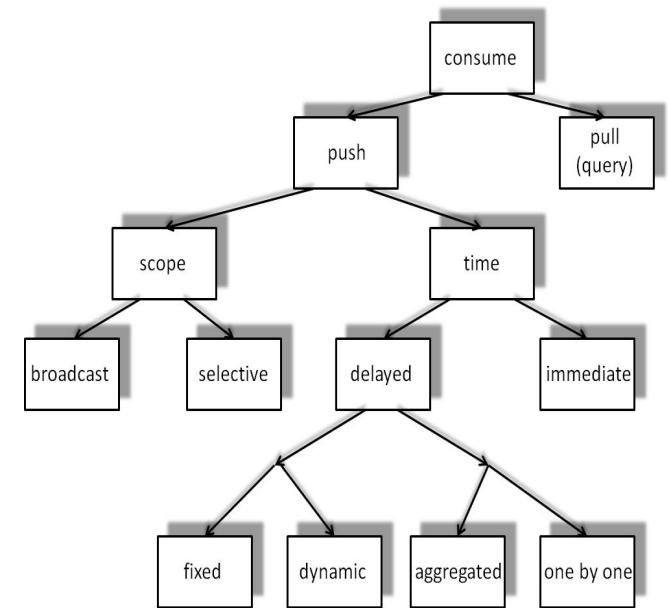 consume
push
pull
(query)
scope
time
broadcast
selective
delayed
immediate
fixed
dynamic
aggregated
one by one